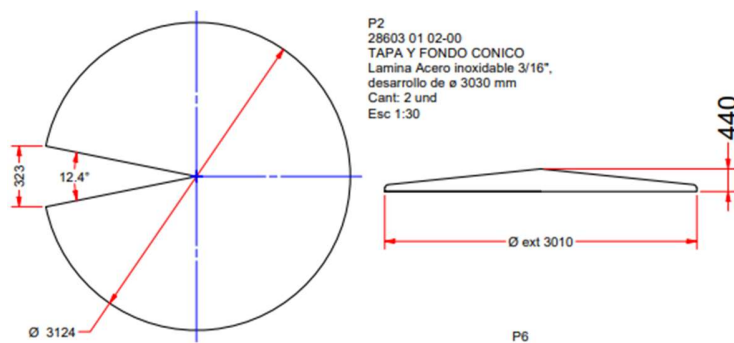 P2
28603 01 02-00
TAPA Y FONDO CONICO
Lamina Acero inoxidable 3/16",
desarrollo de ø 3030 mm
Cant: 2 und
Esc 1:30
440
323
12.4°
Ø ext 3010
Ø 3124
P6